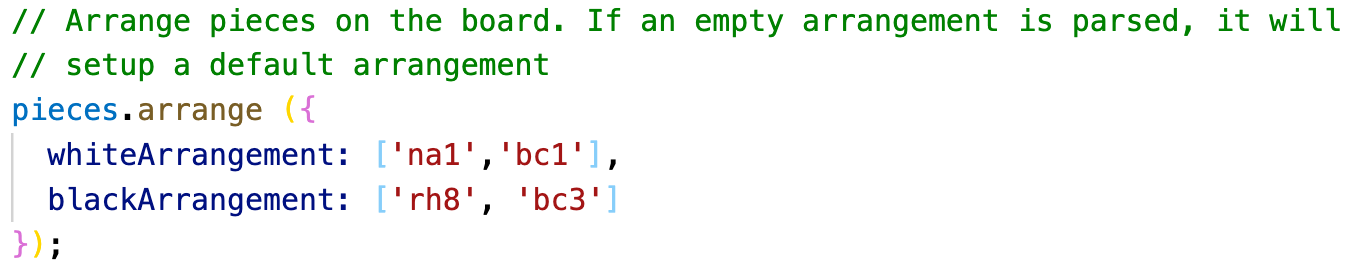 // Arrange pieces on the board. If an empty arrangement is parsed, it will
// setup a default arrangement
pieces.arrange ({
  whiteArrangement: ['na1','bc1'],
  blackArrangement: ['rh8', 'bc3']
});